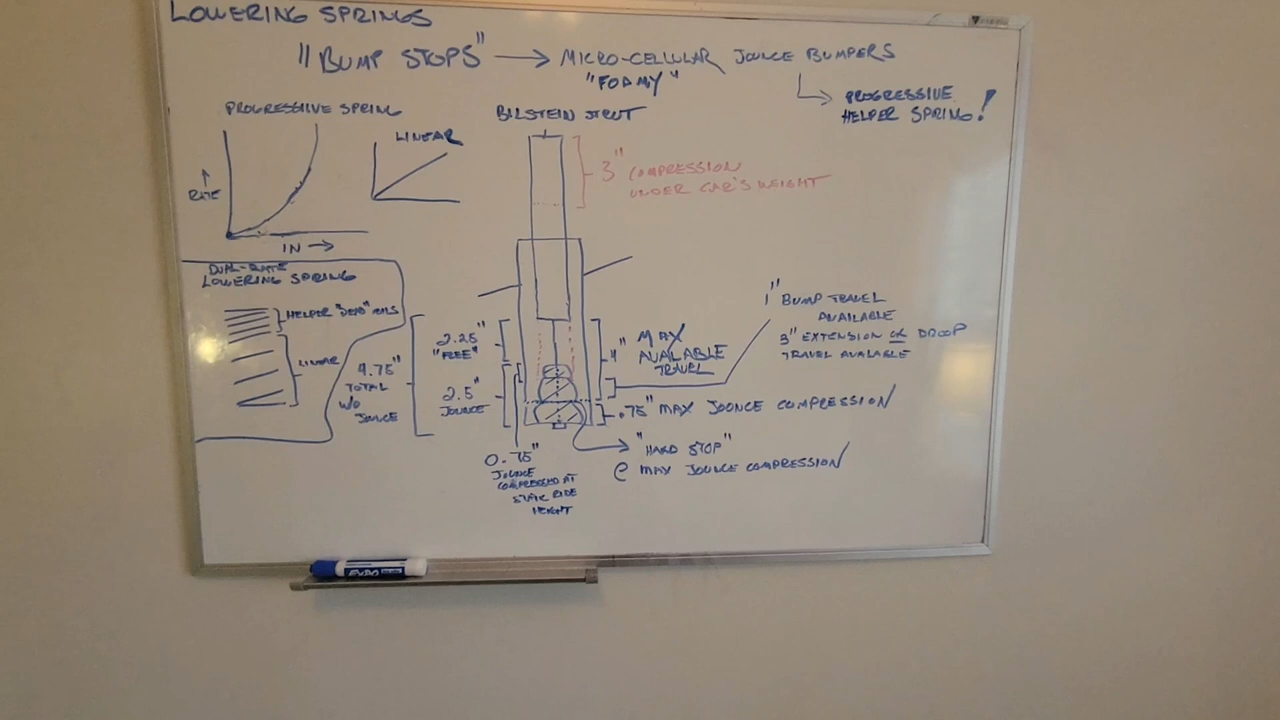 LOWERING SPRINGS
"BUMP STOPS" → MICRO-CELLULAR JOUNCE BUMPERS
"FOAMY"
PROGRESSIVE
HELPER SPRING!
PROGRESSIVE SPRING
LINEAR
↑
RATE
IN →
BILSTEIN STRUT
3" COMPRESSION
UNDER CAR'S WEIGHT
DUAL-RATE
LOWERING SPRING
HELPER "DEAD" COILS
LINEAR
4.75"
TOTAL
W/O
JOUNCE
2.25"
"FREE"
2.5"
JOUNCE
4" MAX
AVAILABLE
TRAVEL
1" BUMP TRAVEL
AVAILABLE
3" EXTENSION OR DROOP
TRAVEL AVAILABLE
.75" MAX JOUNCE COMPRESSION
"HARD STOP"
@ MAX JOUNCE COMPRESSION
0.75"
JOUNCE
COMPRESSED AT
STATIC RIDE
HEIGHT
EXPO